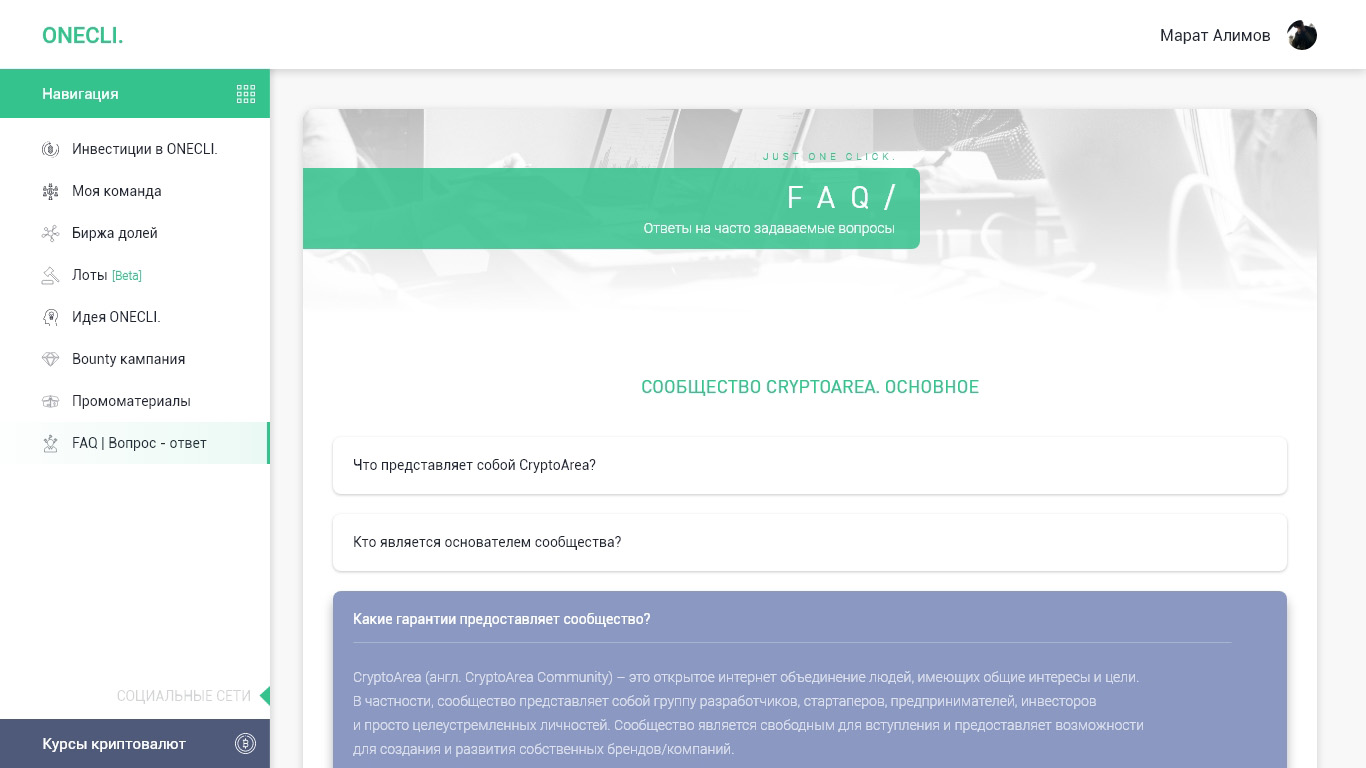 ONECLI.
Марат Алимов
Навигация
Инвестиции в ONECLI.
Моя команда
Биржа долей
Лоты [Beta]
Идея ONECLI.
Bounty кампания
Промоматериалы
FAQ | Вопрос - ответ
СОЦИАЛЬНЫЕ СЕТИ
Курсы криптовалют
JUST ONE CLICK.
FAQ/
Ответы на часто задаваемые вопросы
СООБЩЕСТВО CRYPTOAREA. ОСНОВНОЕ
Что представляет собой CryptoArea?
Кто является основателем сообщества?
Какие гарантии предоставляет сообщество?
CryptoArea (англ. CryptoArea Community) – это открытое интернет объединение людей, имеющих общие интересы и цели.
В частности, сообщество представляет собой группу разработчиков, стартаперов, предпринимателей, инвесторов
и просто целеустремленных личностей. Сообщество является свободным для вступления и предоставляет возможности
для создания и развития собственных брендов/компаний.